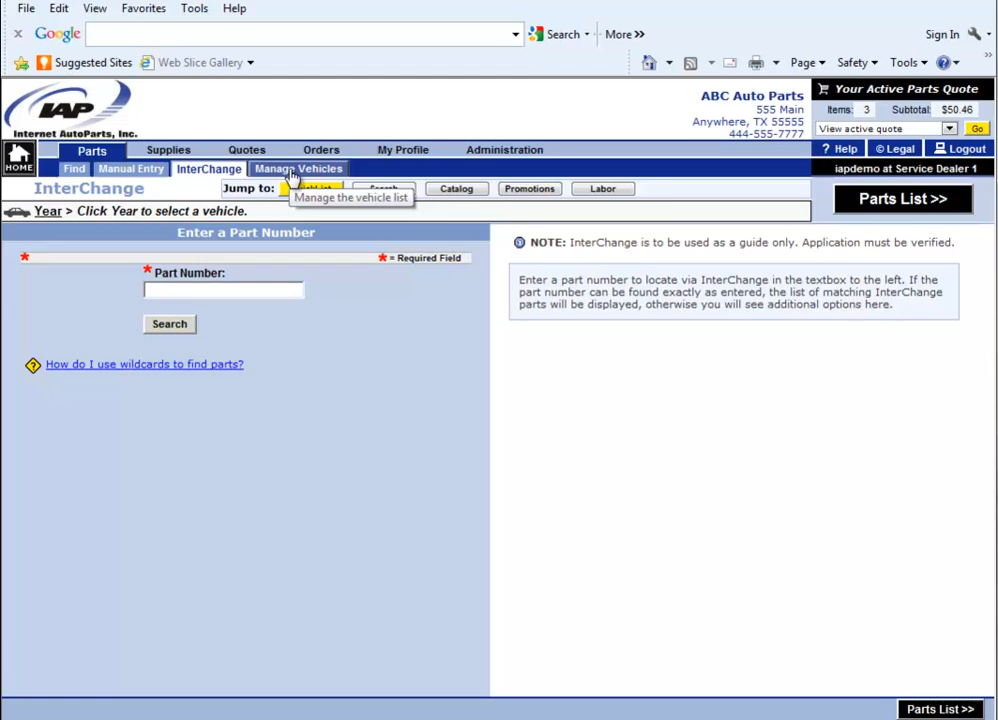 File Edit View Favorites Tools Help
x Google Search More >> Sign In
Suggested Sites Web Slice Gallery Page Safety Tools »
IAP
Internet AutoParts, Inc.
ABC Auto Parts
555 Main
Anywhere, TX 55555
444-555-7777
Your Active Parts Quote
Items: 3 Subtotal: $50.46
View active quote Go
HOME
Parts Supplies Quotes Orders My Profile Administration
? Help © Legal Logout
Find Manual Entry InterChange Manage Vehicles
iapdemo at Service Dealer 1
InterChange Jump to: Catalog Promotions Labor
Manage the vehicle list
Parts List >>
Year > Click Year to select a vehicle.
Enter a Part Number
* * = Required Field
* Part Number:
Search
? How do I use wildcards to find parts?
NOTE: InterChange is to be used as a guide only. Application must be verified.
Enter a part number to locate via InterChange in the textbox to the left. If the
part number can be found exactly as entered, the list of matching InterChange
parts will be displayed, otherwise you will see additional options here.
Parts List >>